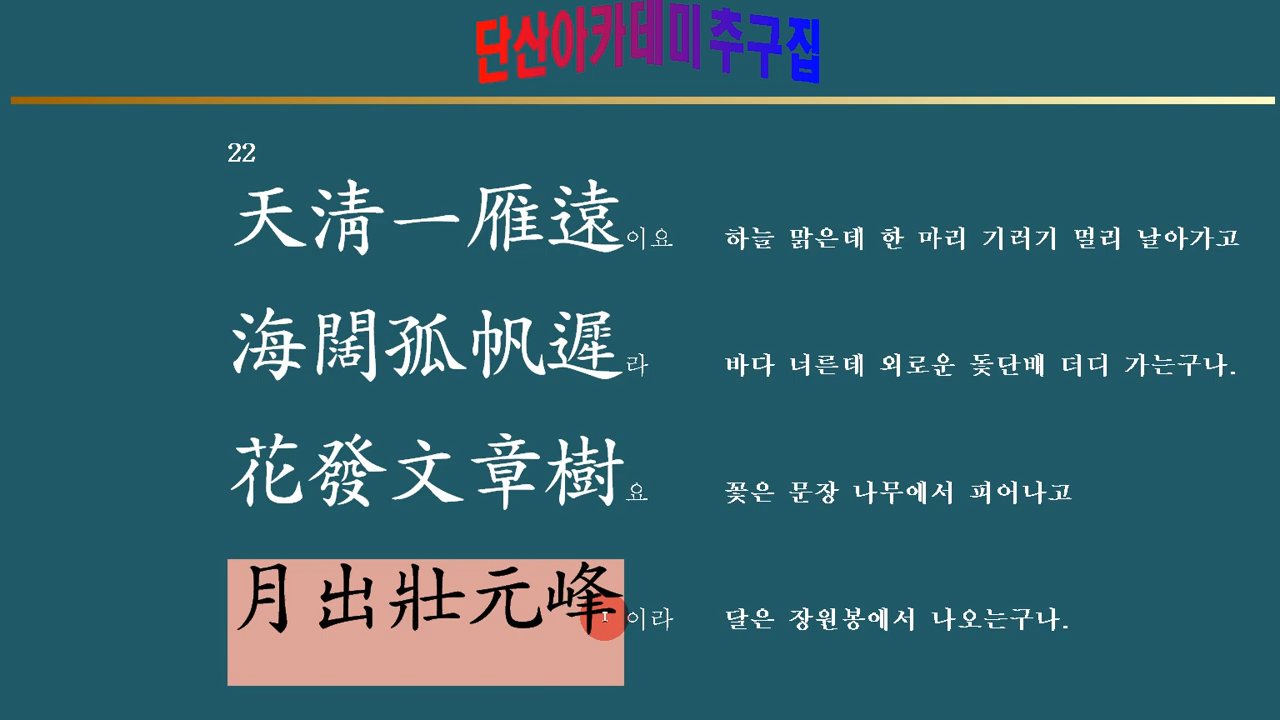 단산아카데미 추구집
22
天淸一雁遠이요 하늘 맑은데 한 마리 기러기 멀리 날아가고
海闊孤帆遲라 바다 너른데 외로운 돛단배 더디 가는구나.
花發文章樹요 꽃은 문장 나무에서 피어나고
月出壯元峰이라 달은 장원봉에서 나오는구나.